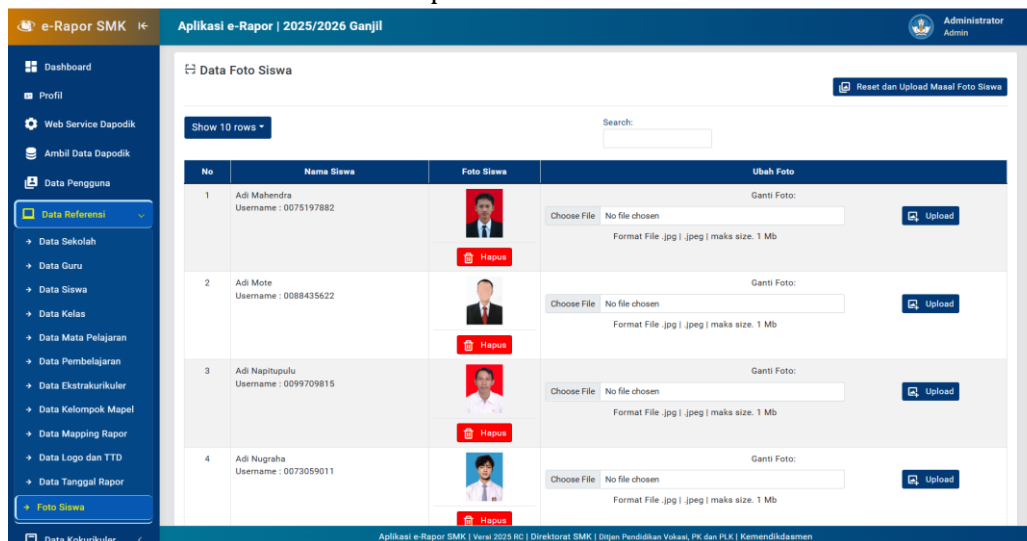 e-Rapor SMK
Aplikasi e-Rapor | 2025/2026 Ganjil
Administrator
Admin
Dashboard
Profil
Web Service Dapodik
Ambil Data Dapodik
Data Pengguna
Data Referensi
Data Sekolah
Data Guru
Data Siswa
Data Kelas
Data Mata Pelajaran
Data Pembelajaran
Data Ekstrakurikuler
Data Kelompok Mapel
Data Mapping Rapor
Data Logo dan TTD
Data Tanggal Rapor
Foto Siswa
Data Kokurikuler
Data Foto Siswa
Reset dan Upload Masal Foto Siswa
Show 10 rows
Search:
No Nama Siswa Foto Siswa Ubah Foto
1 Adi Mahendra Ganti Foto:
Username : 0075197882
Choose File No file chosen Upload
Format File .jpg | .jpeg | maks size. 1 Mb
Hapus
2 Adi Mote Ganti Foto:
Username : 0088435622
Choose File No file chosen Upload
Format File .jpg | .jpeg | maks size. 1 Mb
Hapus
3 Adi Napitupulu Ganti Foto:
Username : 0099709815
Choose File No file chosen Upload
Format File .jpg | .jpeg | maks size. 1 Mb
Hapus
4 Adi Nugraha Ganti Foto:
Username : 0073059011
Choose File No file chosen Upload
Format File .jpg | .jpeg | maks size. 1 Mb
Hapus
Aplikasi e-Rapor SMK | Versi 2025 RC | Direktorat SMK | Ditjen Pendidikan Vokasi, PK dan PLK | Kemendikdasmen